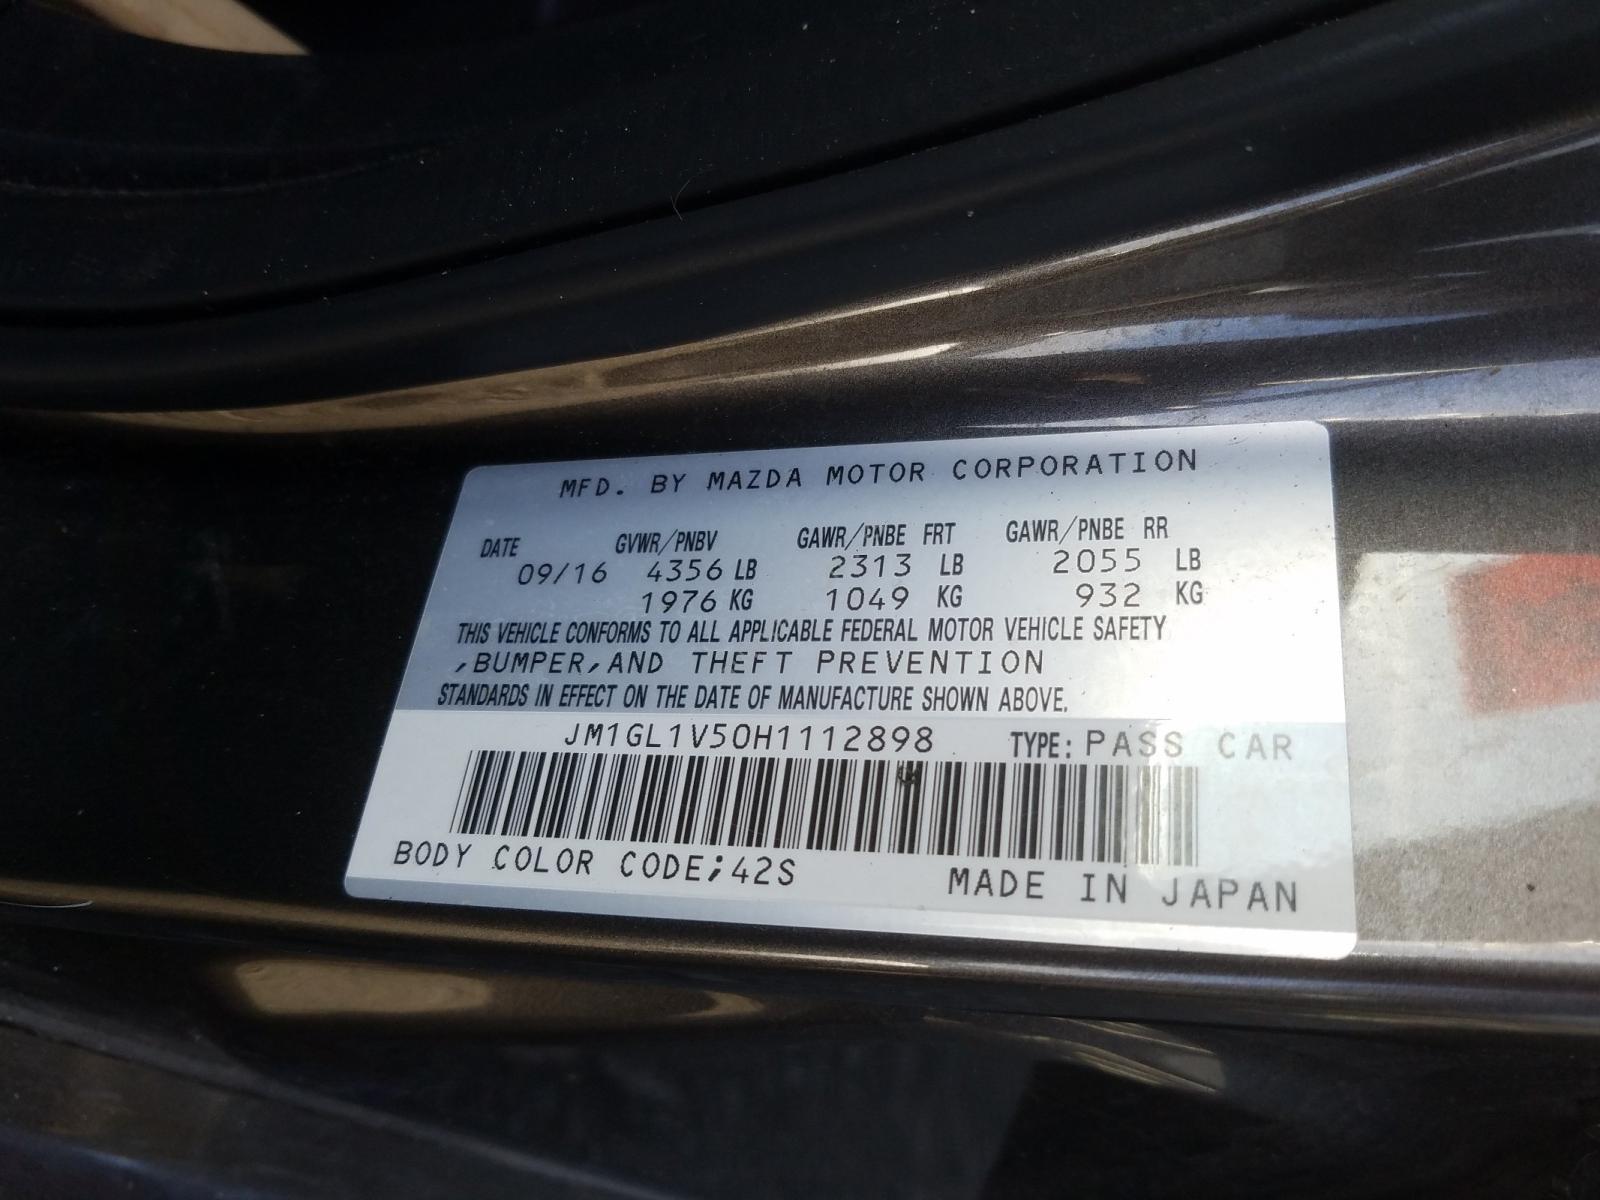 MFD. BY MAZDA MOTOR CORPORATION
DATE GVWR/PNBV GAWR/PNBE FRT GAWR/PNBE RR
09/16 4356 LB 2313 LB 2055 LB
1976 KG 1049 KG 932 KG
THIS VEHICLE CONFORMS TO ALL APPLICABLE FEDERAL MOTOR VEHICLE SAFETY
,BUMPER,AND THEFT PREVENTION
STANDARDS IN EFFECT ON THE DATE OF MANUFACTURE SHOWN ABOVE.
JM1GL1V50H1112898 TYPE: PASS CAR
BODY COLOR CODE;42S MADE IN JAPAN